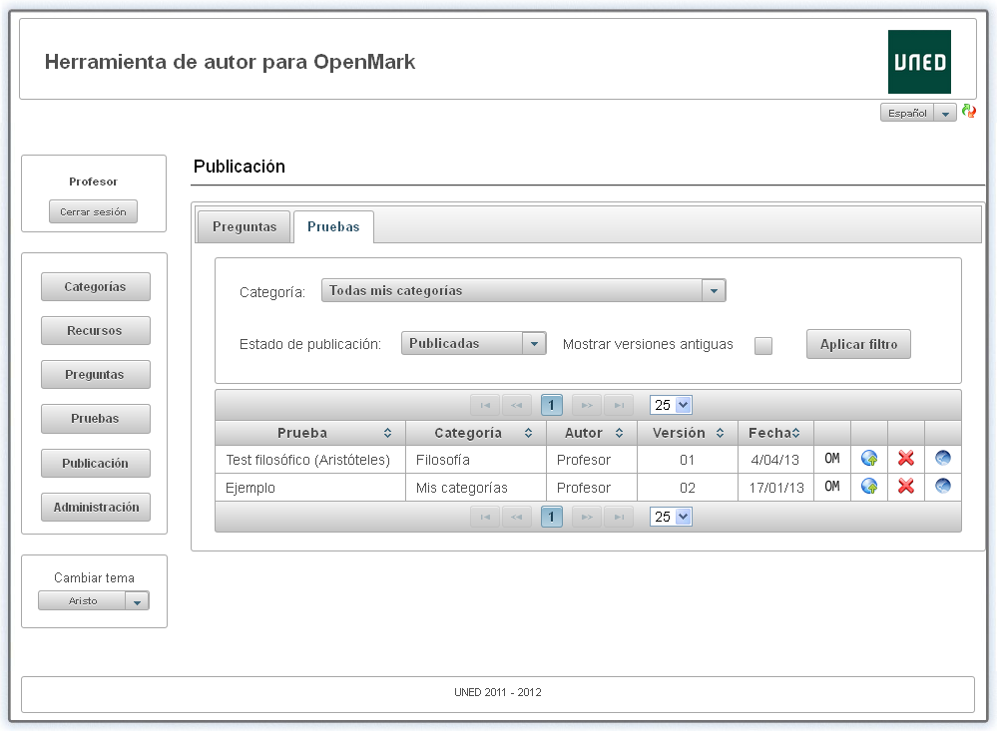 Herramienta de autor para OpenMark
UNED
Español
Profesor
Cerrar sesión
Categorías
Recursos
Preguntas
Pruebas
Publicación
Administración
Cambiar tema
Aristo
Publicación
Preguntas Pruebas
Categoría: Todas mis categorías
Estado de publicación: Publicadas Mostrar versiones antiguas Aplicar filtro
1 25
Prueba Categoría Autor Versión Fecha
Test filosófico (Aristóteles) Filosofía Profesor 01 4/04/13 OM
Ejemplo Mis categorías Profesor 02 17/01/13 OM
1 25
UNED 2011 - 2012